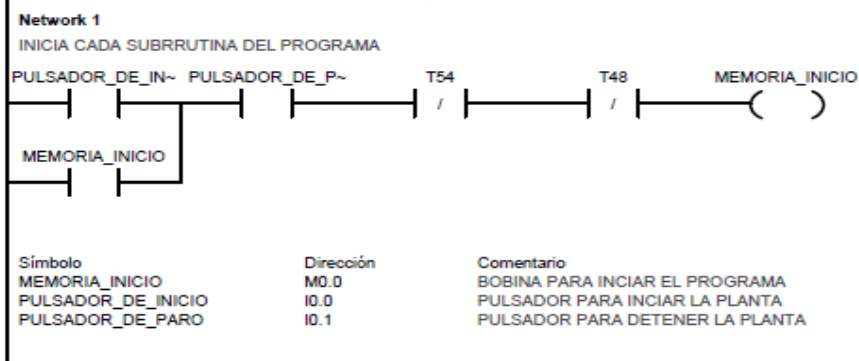 Network 1
INICIA CADA SUBRRUTINA DEL PROGRAMA
PULSADOR_DE_IN~ PULSADOR_DE_P~ T54 T48 MEMORIA_INICIO
/ /
MEMORIA_INICIO
Símbolo Dirección Comentario
MEMORIA_INICIO M0.0 BOBINA PARA INCIAR EL PROGRAMA
PULSADOR_DE_INICIO I0.0 PULSADOR PARA INCIAR LA PLANTA
PULSADOR_DE_PARO I0.1 PULSADOR PARA DETENER LA PLANTA